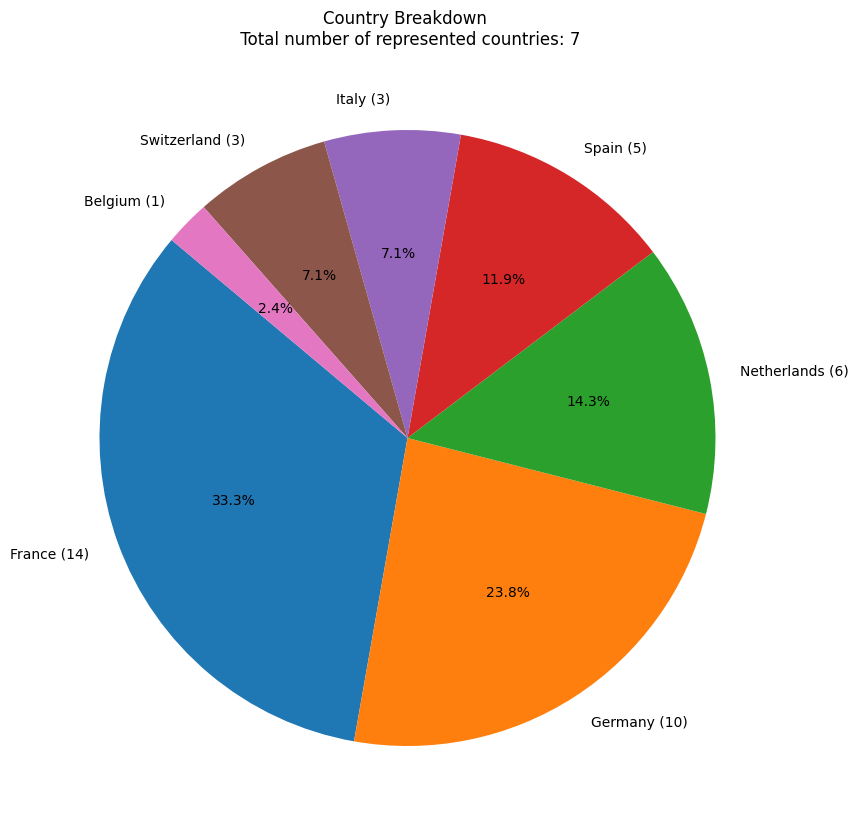 Country Breakdown
Total number of represented countries: 7
Italy (3)
Switzerland (3)
Spain (5)
Belgium (1)
7.1%
7.1%
11.9%
2.4%
Netherlands (6)
14.3%
33.3%
France (14)
23.8%
Germany (10)